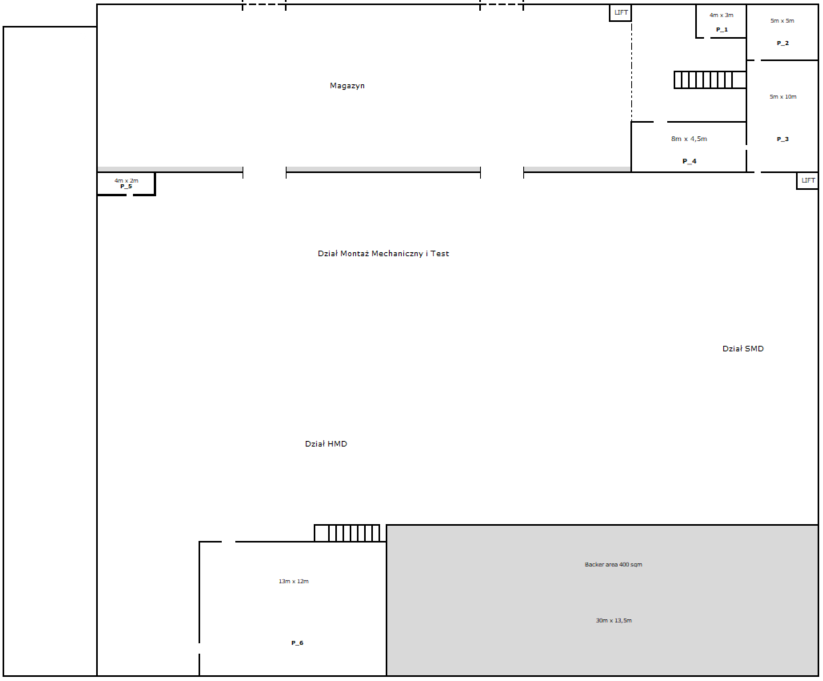 LIFT
4m x 3m
P_1
5m x 5m
P_2
Magazyn
5m x 10m
8m x 4,5m
P_3
P_4
4m x 2m
P_5
LIFT
Dział Montaż Mechaniczny i Test
Dział SMD
Dział HMD
Backer area 400 sqm
13m x 12m
30m x 13,5m
P_6